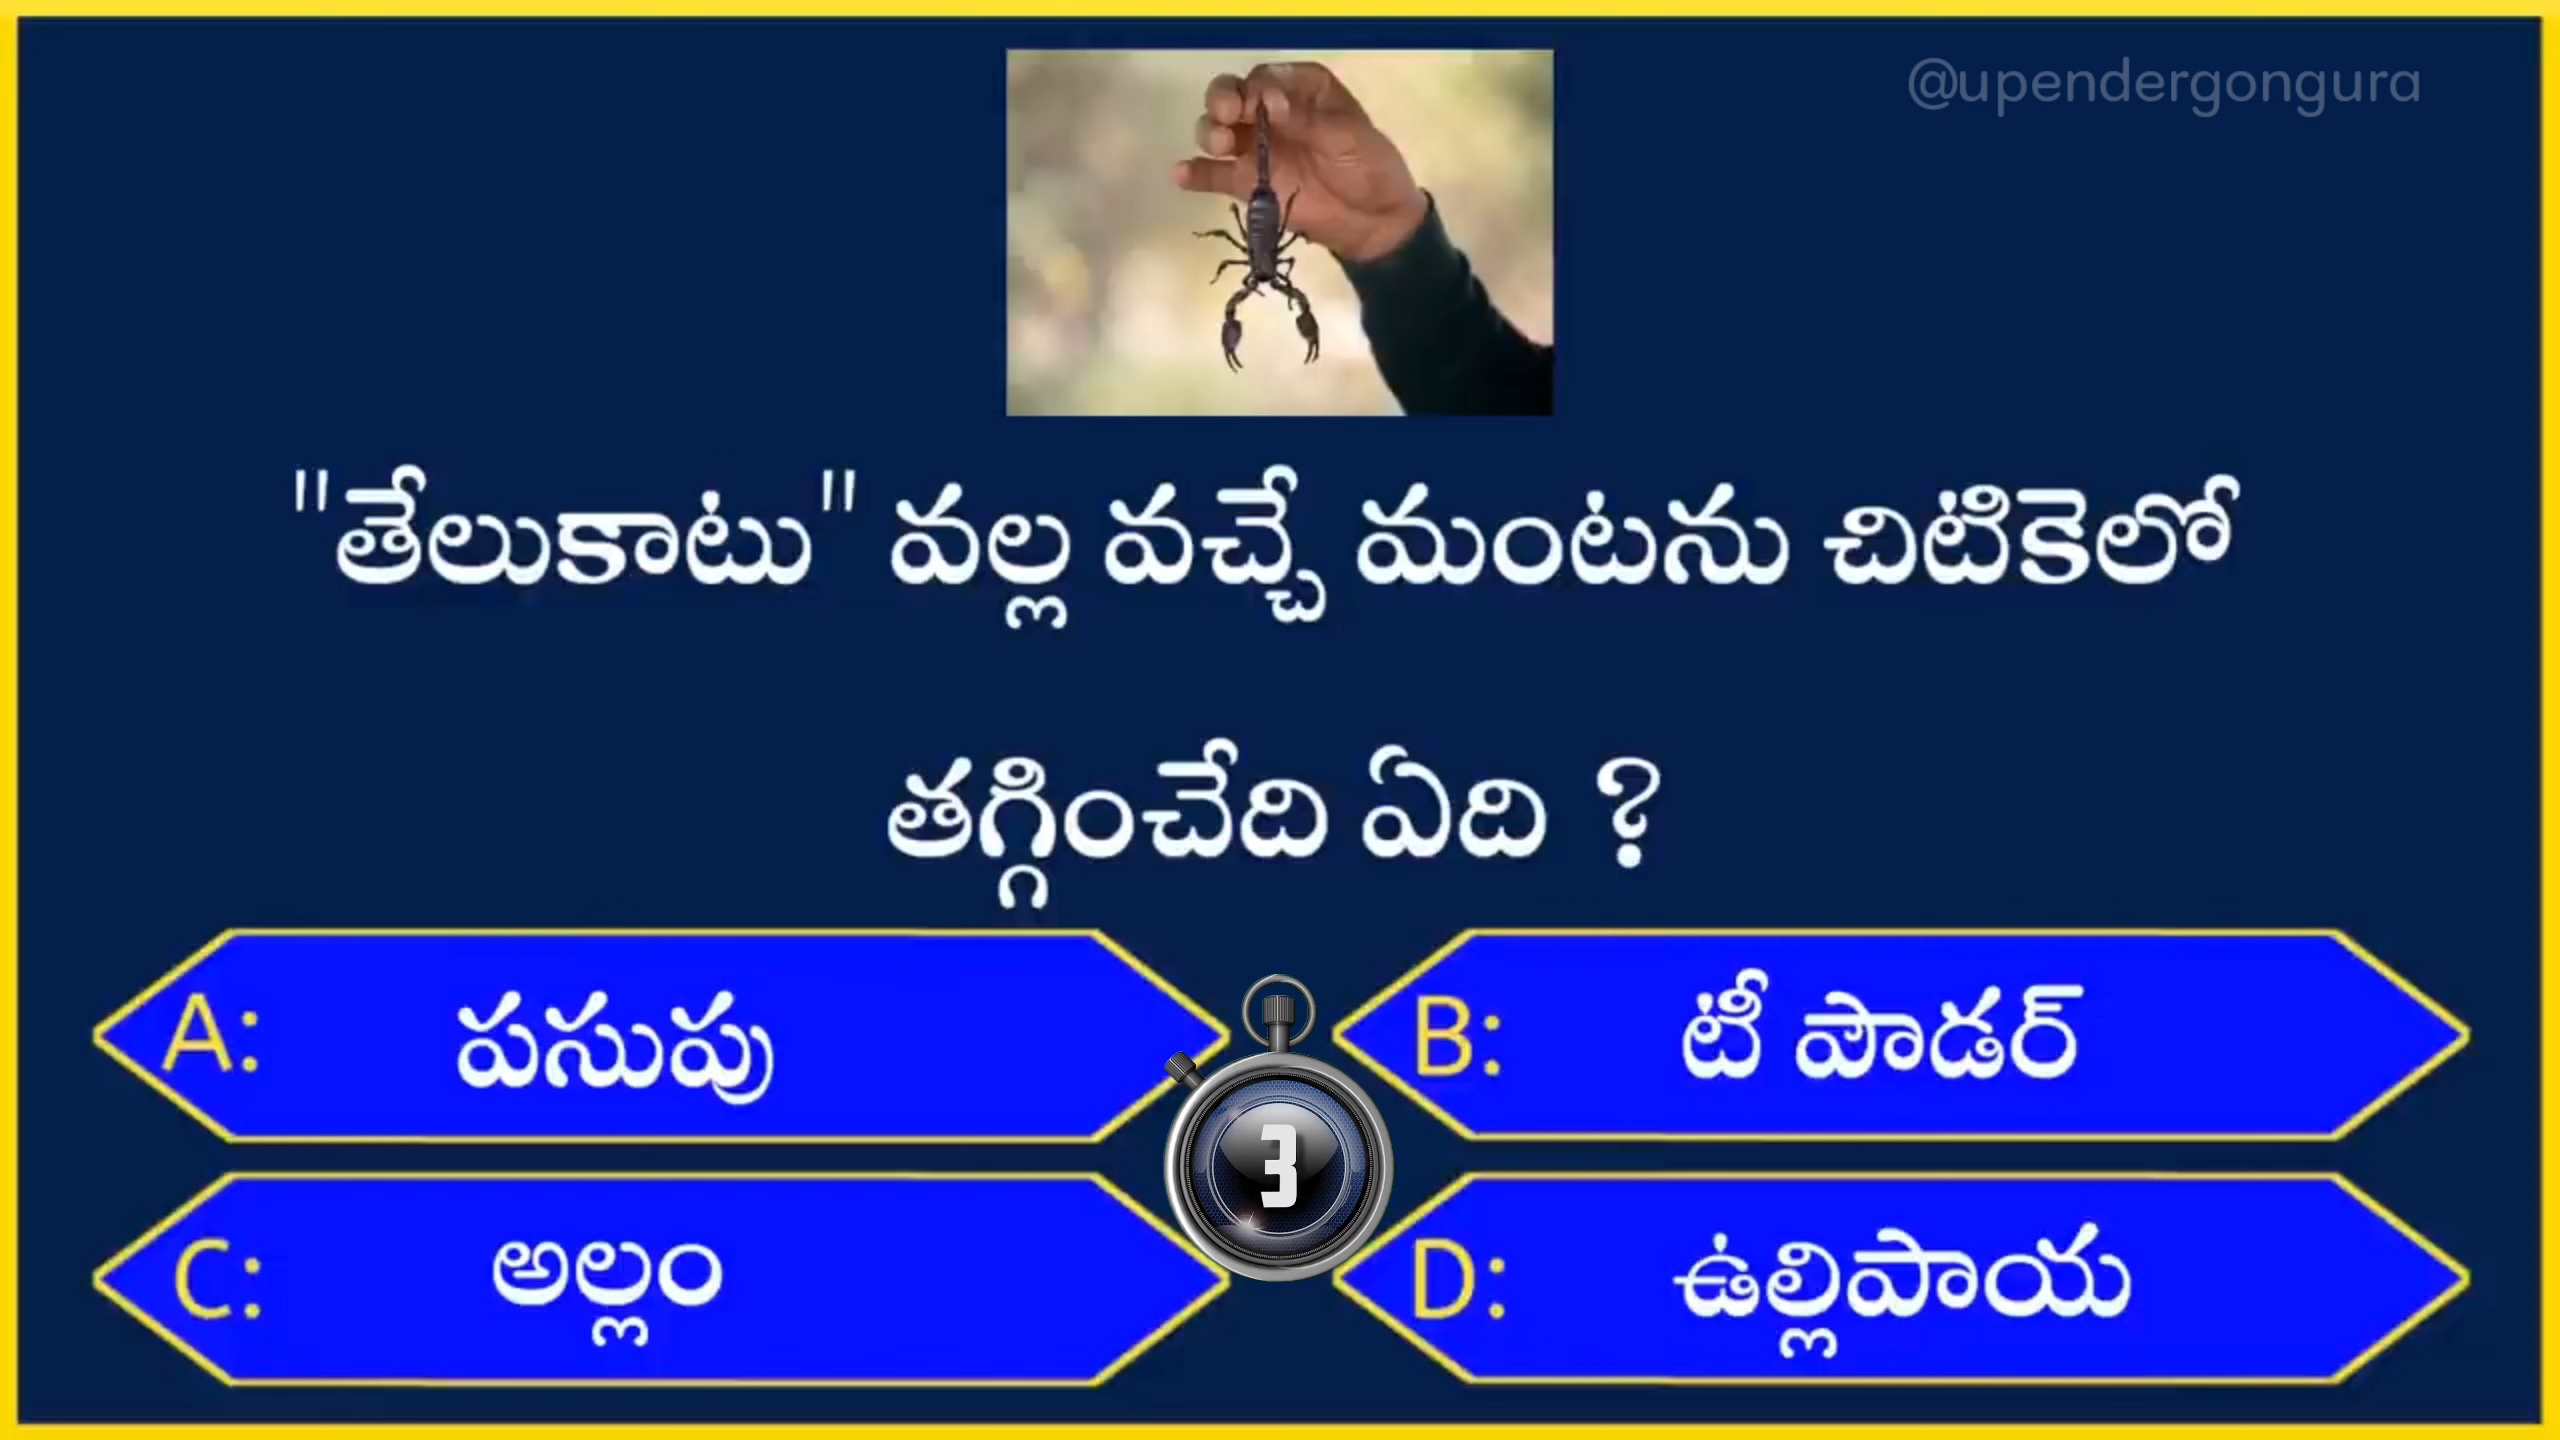 @upendergongura
"తేలుకాటు" వల్ల వచ్చే మంటను చిటికెలో
తగ్గించేది ఏది ?
A: పసుపు
B: టీ పౌడర్
3
C: అల్లం
D: ఉల్లిపాయ